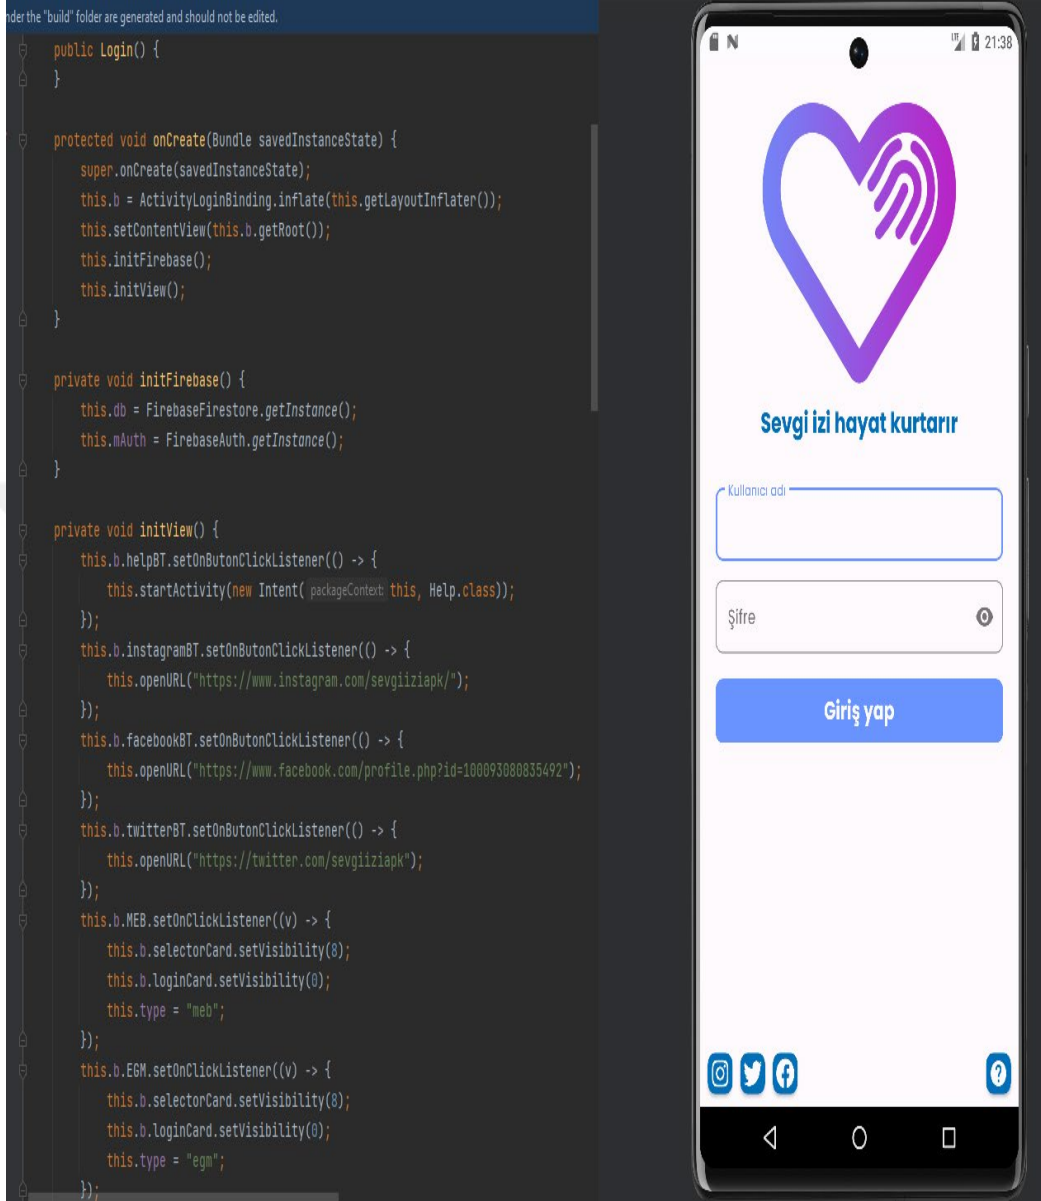 nder the "build" folder are generated and should not be edited.
public Login() {
}
protected void onCreate(Bundle savedInstanceState) {
super.onCreate(savedInstanceState);
this.b = ActivityLoginBinding.inflate(this.getLayoutInflater());
this.setContentView(this.b.getRoot());
this.initFirebase();
this.initView();
}
private void initFirebase() {
this.db = FirebaseFirestore.getInstance();
this.mAuth = FirebaseAuth.getInstance();
}
private void initView() {
this.b.helpBT.setOnButonClickListener(() -> {
this.startActivity(new Intent( packageContext: this, Help.class));
});
this.b.instagramBT.setOnButonClickListener(() -> {
this.openURL("https://www.instagram.com/sevgiiziapk/");
});
this.b.facebookBT.setOnButonClickListener(() -> {
this.openURL("https://www.facebook.com/profile.php?id=100093080835492");
});
this.b.twitterBT.setOnButonClickListener(() -> {
this.openURL("https://twitter.com/sevgiiziapk");
});
this.b.MEB.setOnClickListener((v) -> {
this.b.selectorCard.setVisibility(8);
this.b.loginCard.setVisibility(0);
this.type = "meb";
});
this.b.EGM.setOnClickListener((v) -> {
this.b.selectorCard.setVisibility(8);
this.b.loginCard.setVisibility(0);
this.type = "egm";
});
LTE 21:38
Sevgi izi hayat kurtarır
Kullanıcı adı
Şifre
Giriş yap